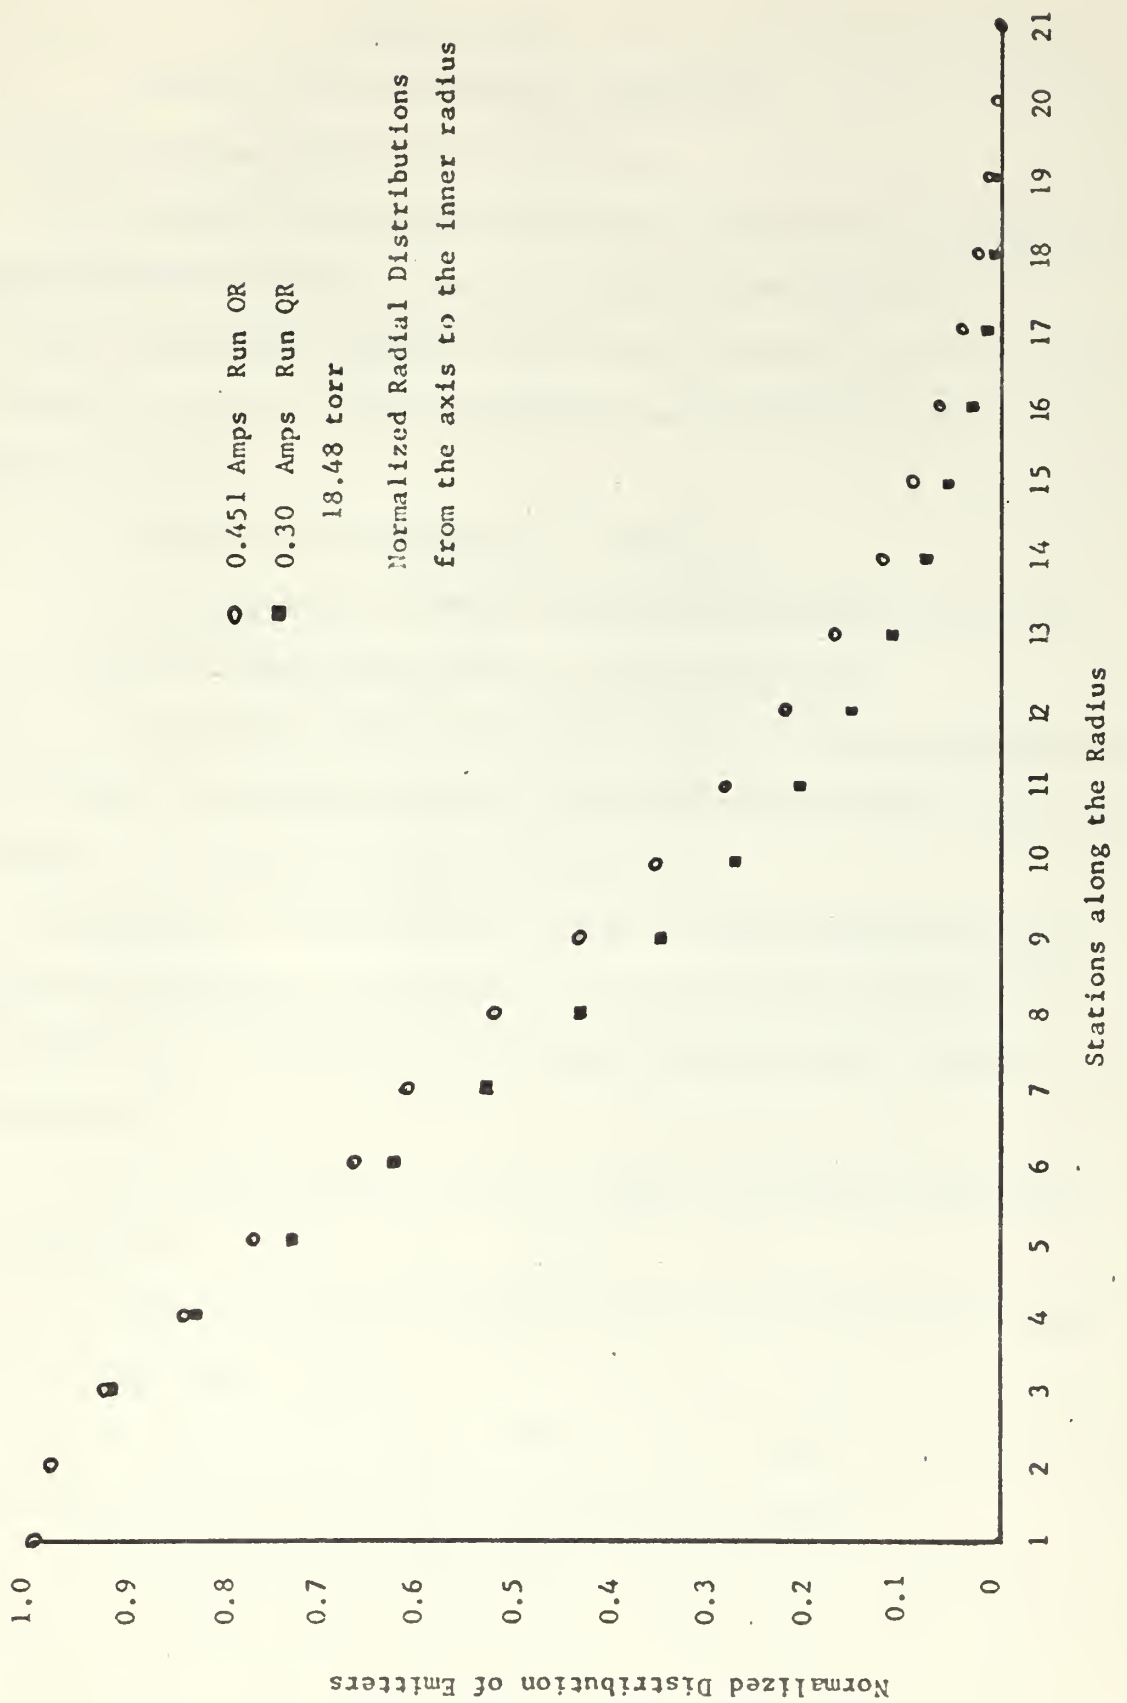 0.451 Amps Run OR
0.30 Amps Run QR
18.48 torr
Normalized Radial Distributions
from the axis to the inner radius
Normalized Distribution of Emitters
1.0
0.9
0.8
0.7
0.6
0.5
0.4
0.3
0.2
0.1
0
1 2 3 4 5 6 7 8 9 10 11 12 13 14 15 16 17 18 19 20 21
Stations along the Radius